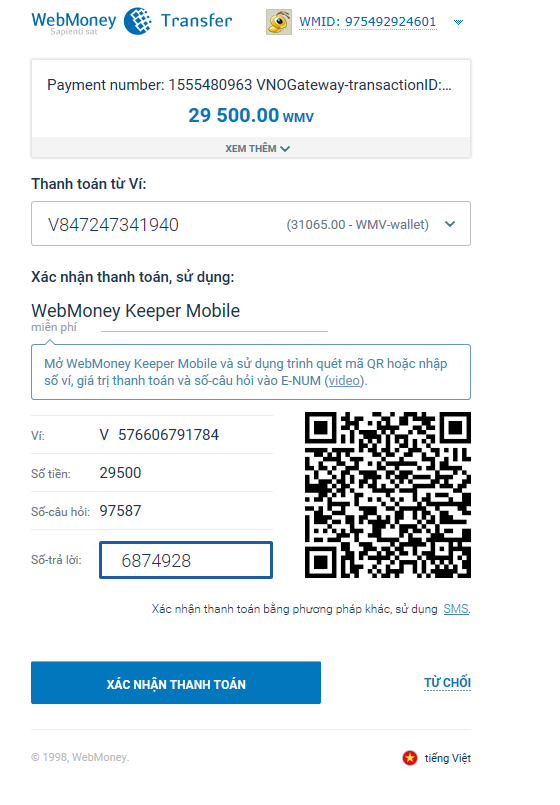 WebMoney Transfer
Sapienti sat
WMID: 975492924601
Payment number: 1555480963 VNOGateway-transactionID:...
29 500.00 WMV
XEM THÊM
Thanh toán từ Ví:
V847247341940 (31065.00 - WMV-wallet)
Xác nhận thanh toán, sử dụng:
WebMoney Keeper Mobile
miễn phí
Mở WebMoney Keeper Mobile và sử dụng trình quét mã QR hoặc nhập
số ví, giá trị thanh toán và số-câu hỏi vào E-NUM (video).
Ví: V 576606791784
Số tiền: 29500
Số-câu hỏi: 97587
Số-trả lời: 6874928
Xác nhận thanh toán bằng phương pháp khác, sử dụng SMS.
XÁC NHẬN THANH TOÁN
TỪ CHỐI
© 1998, WebMoney.
tiếng Việt